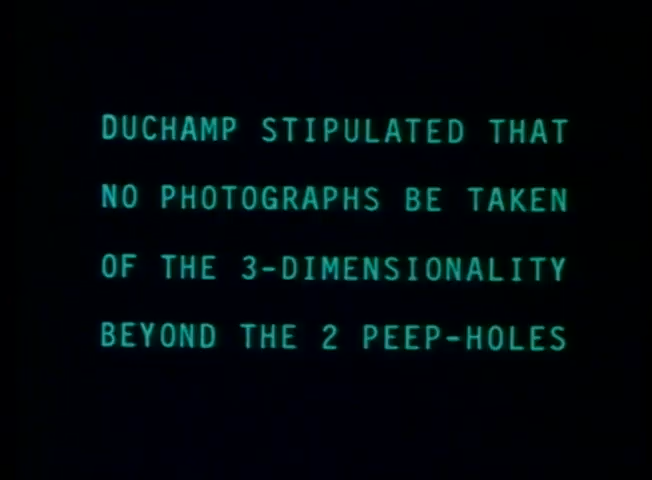 DUCHAMP STIPULATED THAT
NO PHOTOGRAPHS BE TAKEN
OF THE 3-DIMENSIONALITY
BEYOND THE 2 PEEP-HOLES